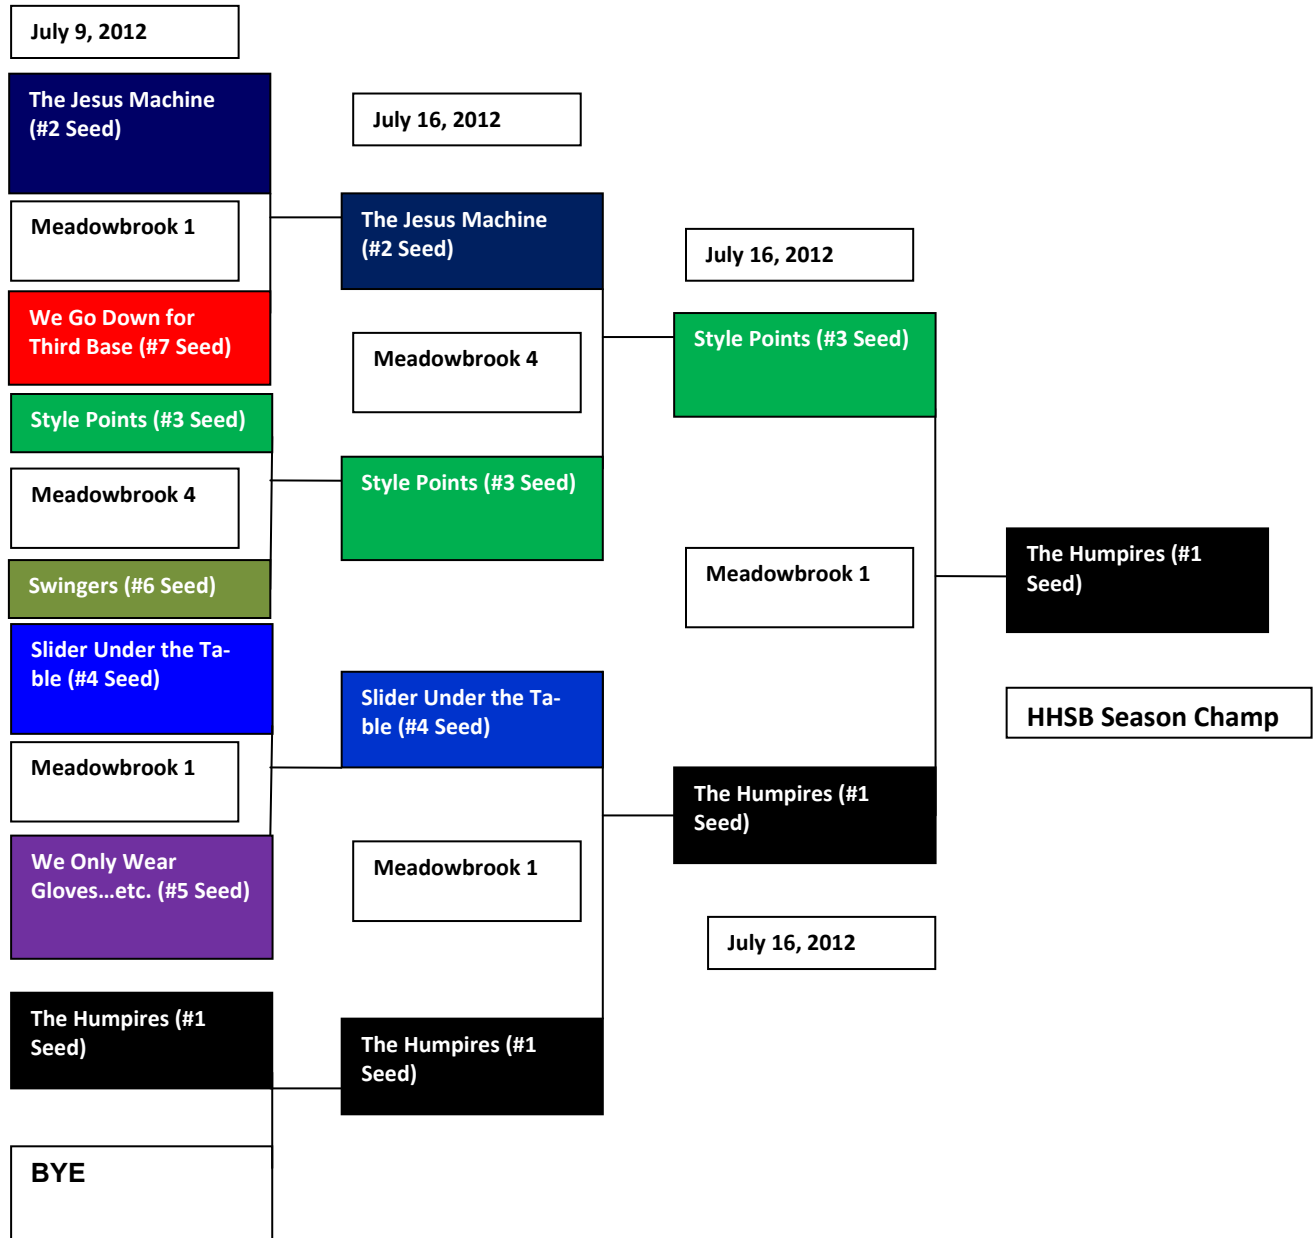 July 9, 2012
The Jesus Machine
(#2 Seed)
Meadowbrook 1
We Go Down for
Third Base (#7 Seed)
Style Points (#3 Seed)
Meadowbrook 4
Swingers (#6 Seed)
Slider Under the Ta-
ble (#4 Seed)
Meadowbrook 1
We Only Wear
Gloves…etc. (#5 Seed)
The Humpires (#1
Seed)
BYE
July 16, 2012
The Jesus Machine
(#2 Seed)
Meadowbrook 4
Style Points (#3 Seed)
Slider Under the Ta-
ble (#4 Seed)
Meadowbrook 1
The Humpires (#1
Seed)
July 16, 2012
Style Points (#3 Seed)
Meadowbrook 1
The Humpires (#1
Seed)
July 16, 2012
The Humpires (#1
Seed)
HHSB Season Champ